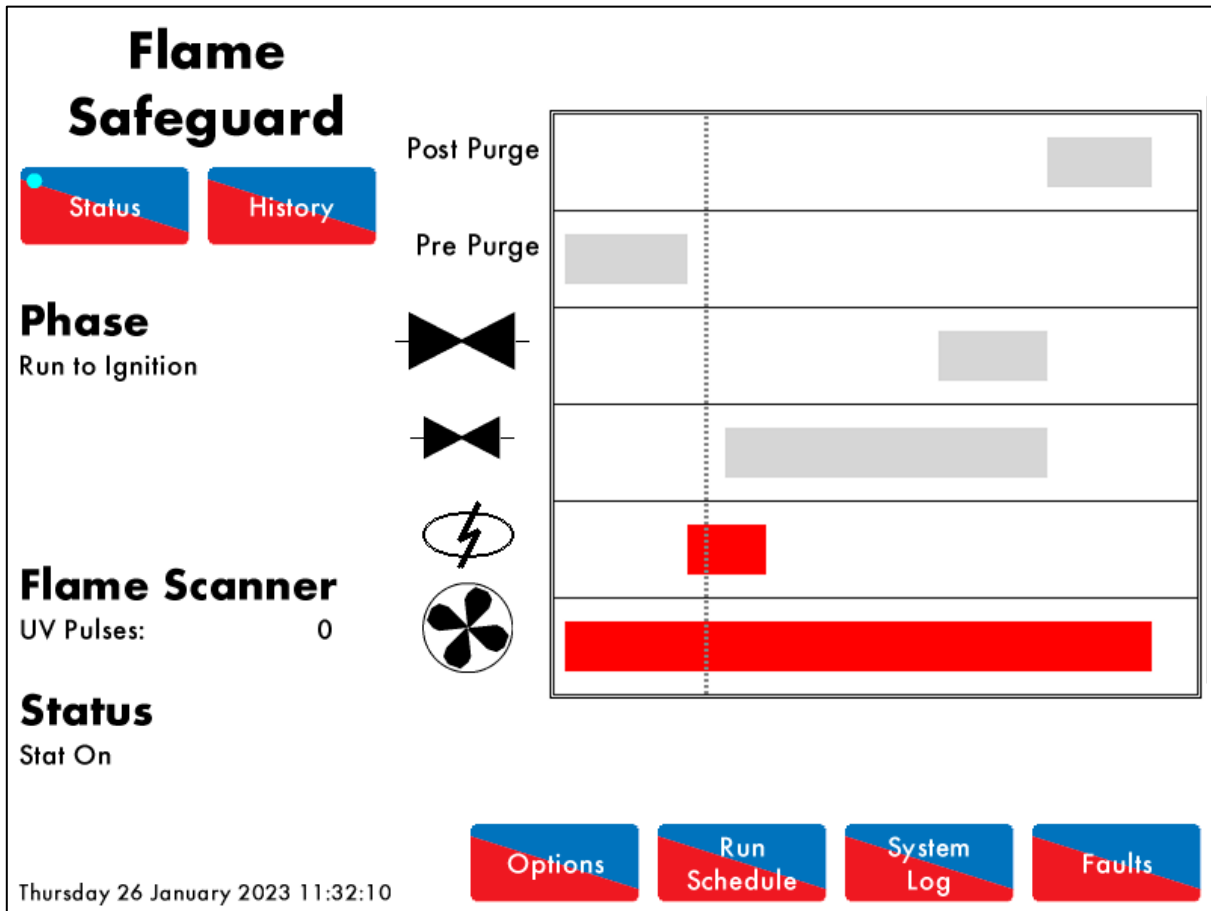 Flame
Safeguard
Status
History
Post Purge
Pre Purge
Phase
Run to Ignition
Flame Scanner
UV Pulses: 0
Status
Stat On
Options
Run
Schedule
System
Log
Faults
Thursday 26 January 2023 11:32:10